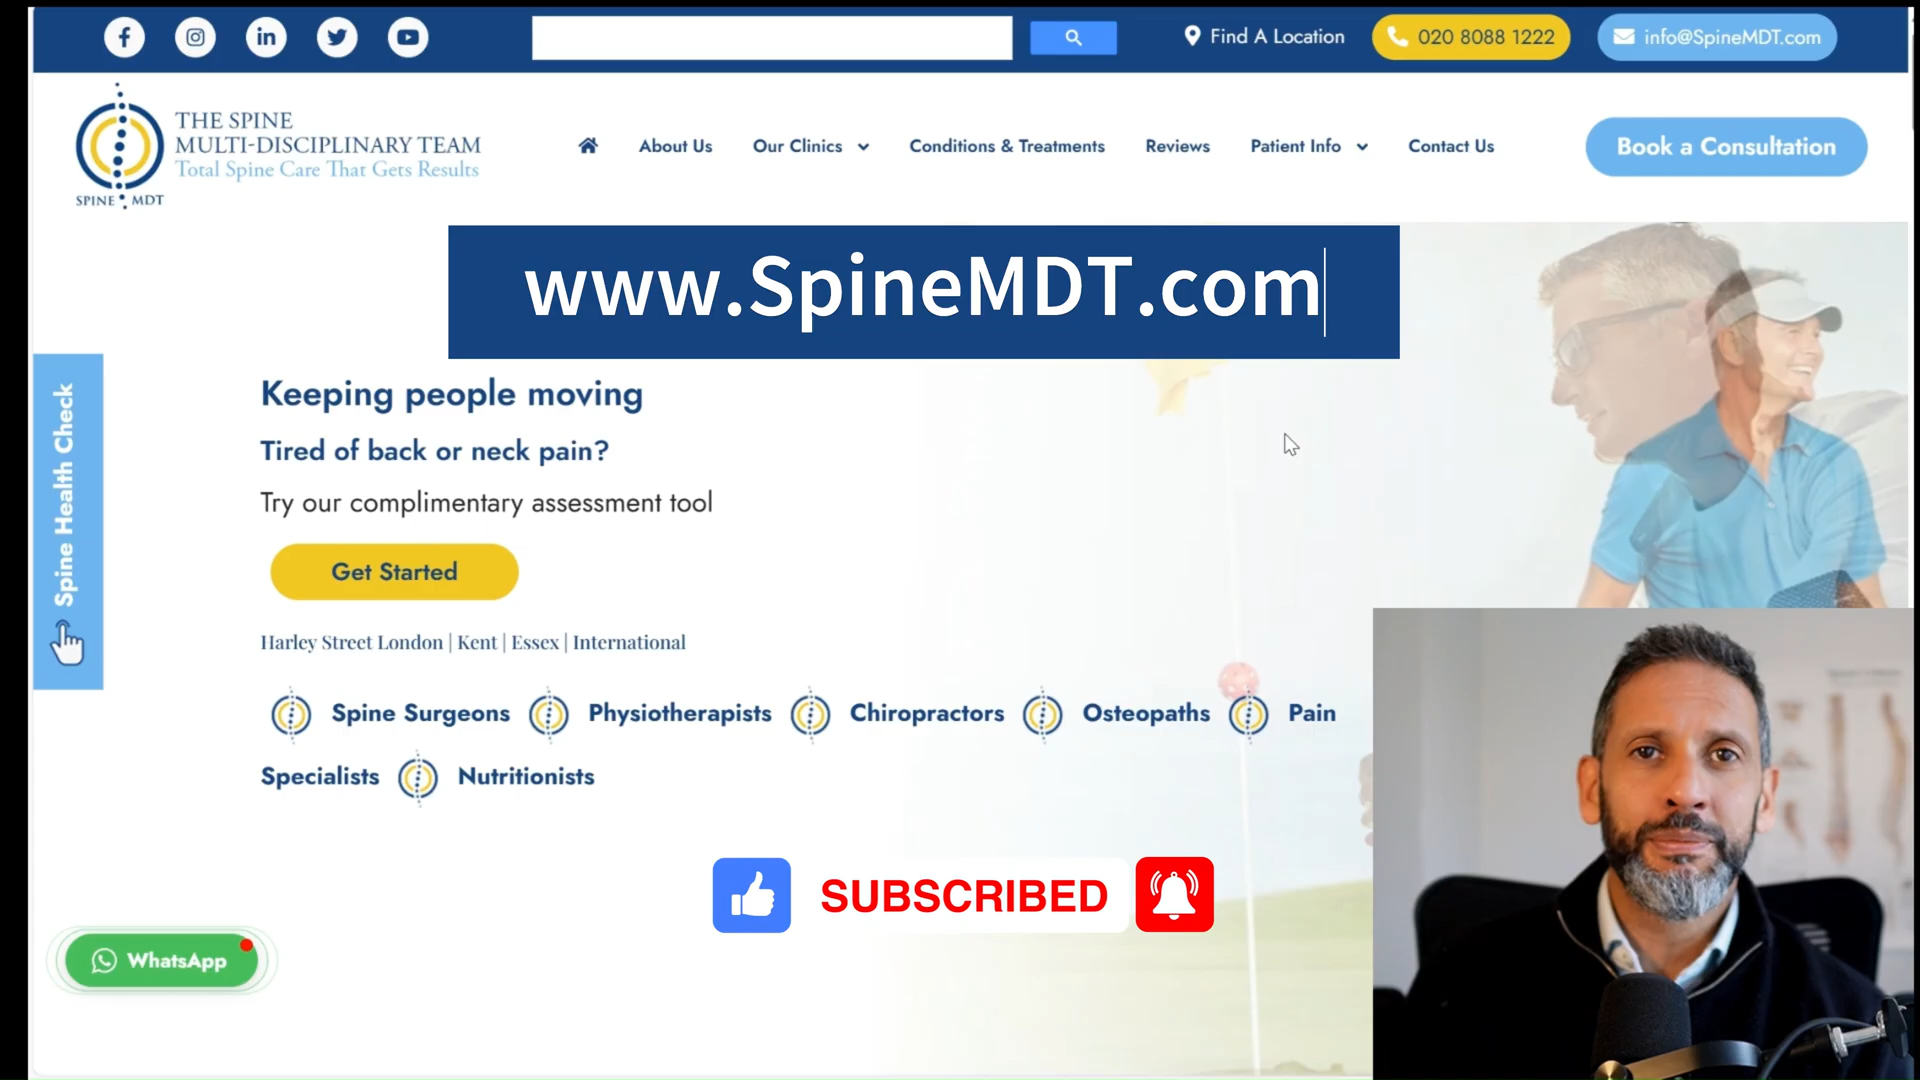 Find A Location
020 8088 1222
info@SpineMDT.com
THE SPINE
MULTI-DISCIPLINARY TEAM
Total Spine Care That Gets Results
SPINE MDT
About Us
Our Clinics
Conditions & Treatments
Reviews
Patient Info
Contact Us
Book a Consultation
www.SpineMDT.com
Spine Health Check
Keeping people moving
Tired of back or neck pain?
Try our complimentary assessment tool
Get Started
Harley Street London | Kent | Essex | International
Spine Surgeons Physiotherapists Chiropractors Osteopaths Pain
Specialists Nutritionists
SUBSCRIBED
WhatsApp